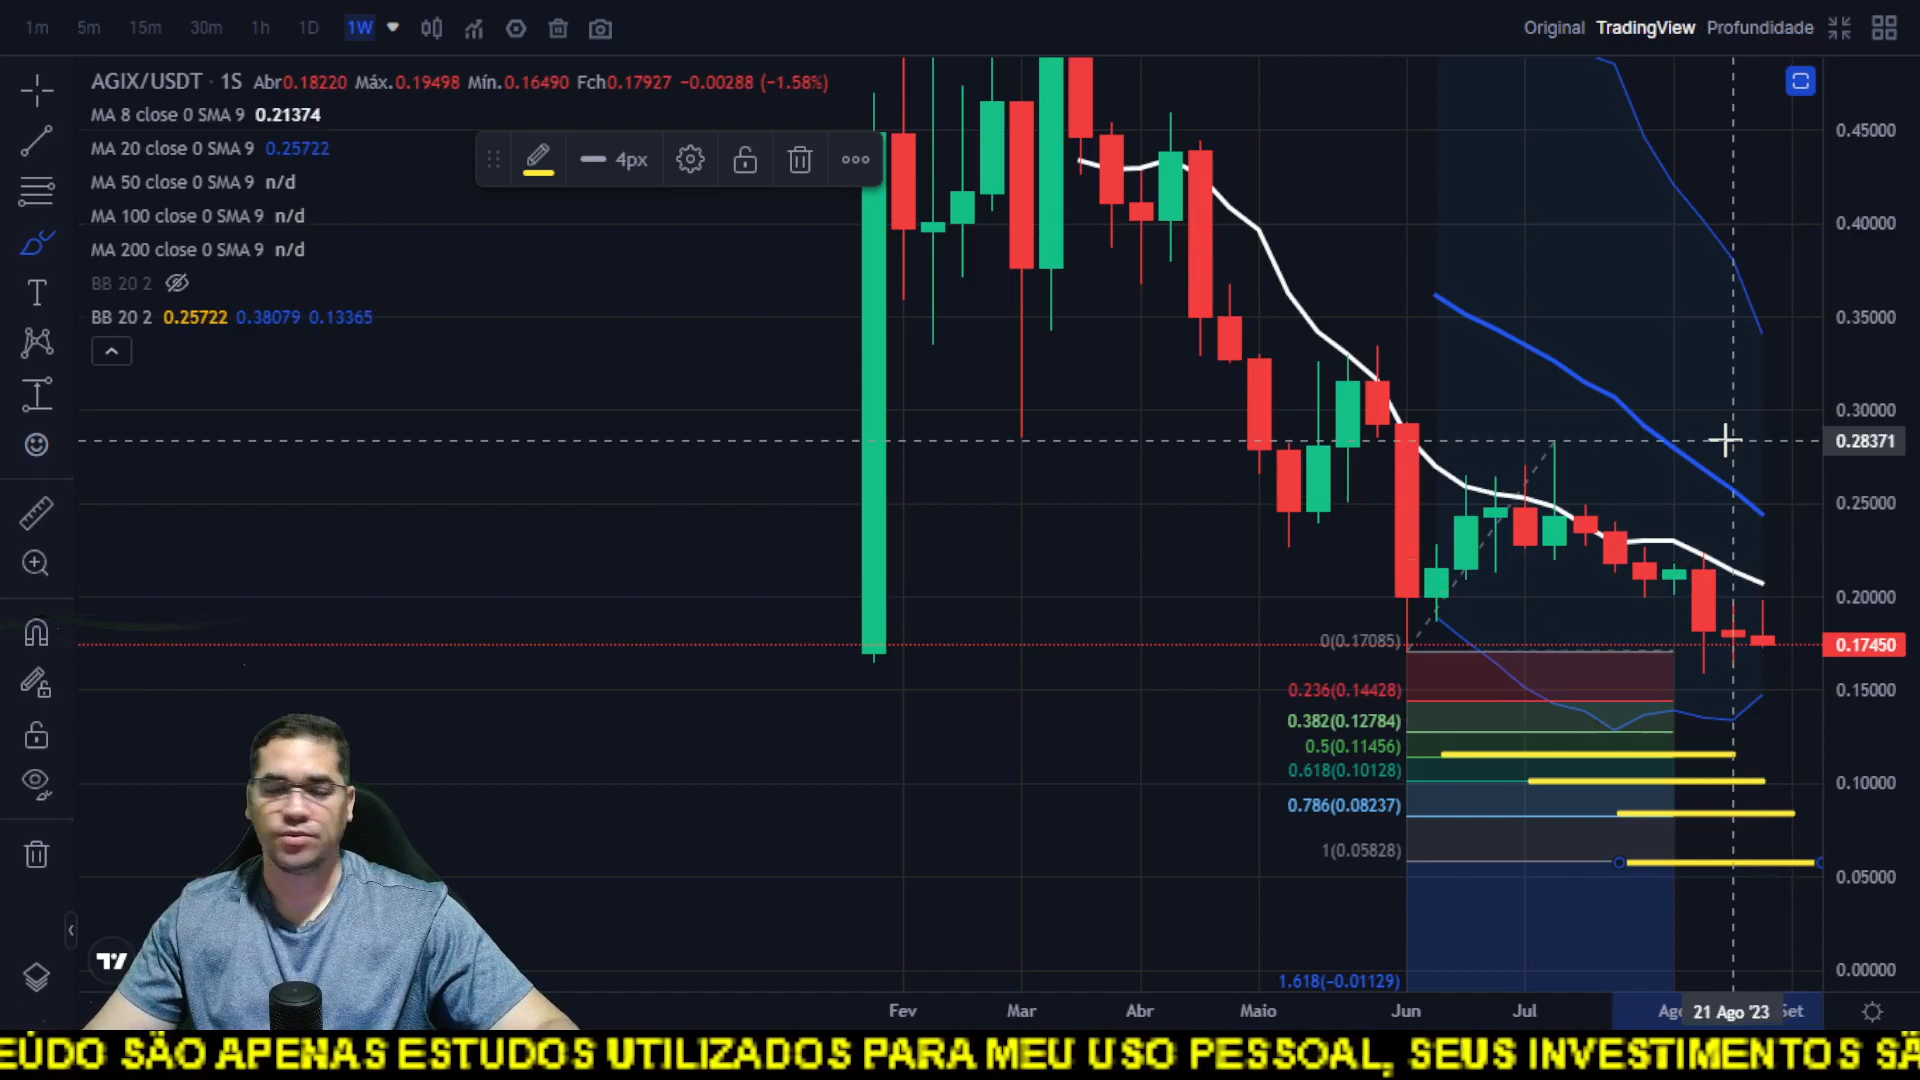 1m 5m 15m 30m 1h 1D 1W Original TradingView Profundidade
AGIX/USDT · 1S Abr0.18220 Máx.0.19498 Mín.0.16490 Fch0.17927 −0.00288 (−1.58%)
MA 8 close 0 SMA 9 0.21374
MA 20 close 0 SMA 9 0.25722
MA 50 close 0 SMA 9 n/d
MA 100 close 0 SMA 9 n/d
MA 200 close 0 SMA 9 n/d
BB 20 2
BB 20 2 0.25722 0.38079 0.13365
4px
0.45000
0.40000
0.35000
0.30000
0.28371
0.25000
0.20000
0.17450
0.15000
0.10000
0.05000
0.00000
0(0.17085)
0.236(0.14428)
0.382(0.12784)
0.5(0.11456)
0.618(0.10128)
0.786(0.08237)
1(0.05828)
1.618(−0.01129)
Fev Mar Abr Maio Jun Jul Ago 21 Ago '23 Set
EÚDO SÃO APENAS ESTUDOS UTILIZADOS PARA MEU USO PESSOAL, SEUS INVESTIMENTOS SÃ